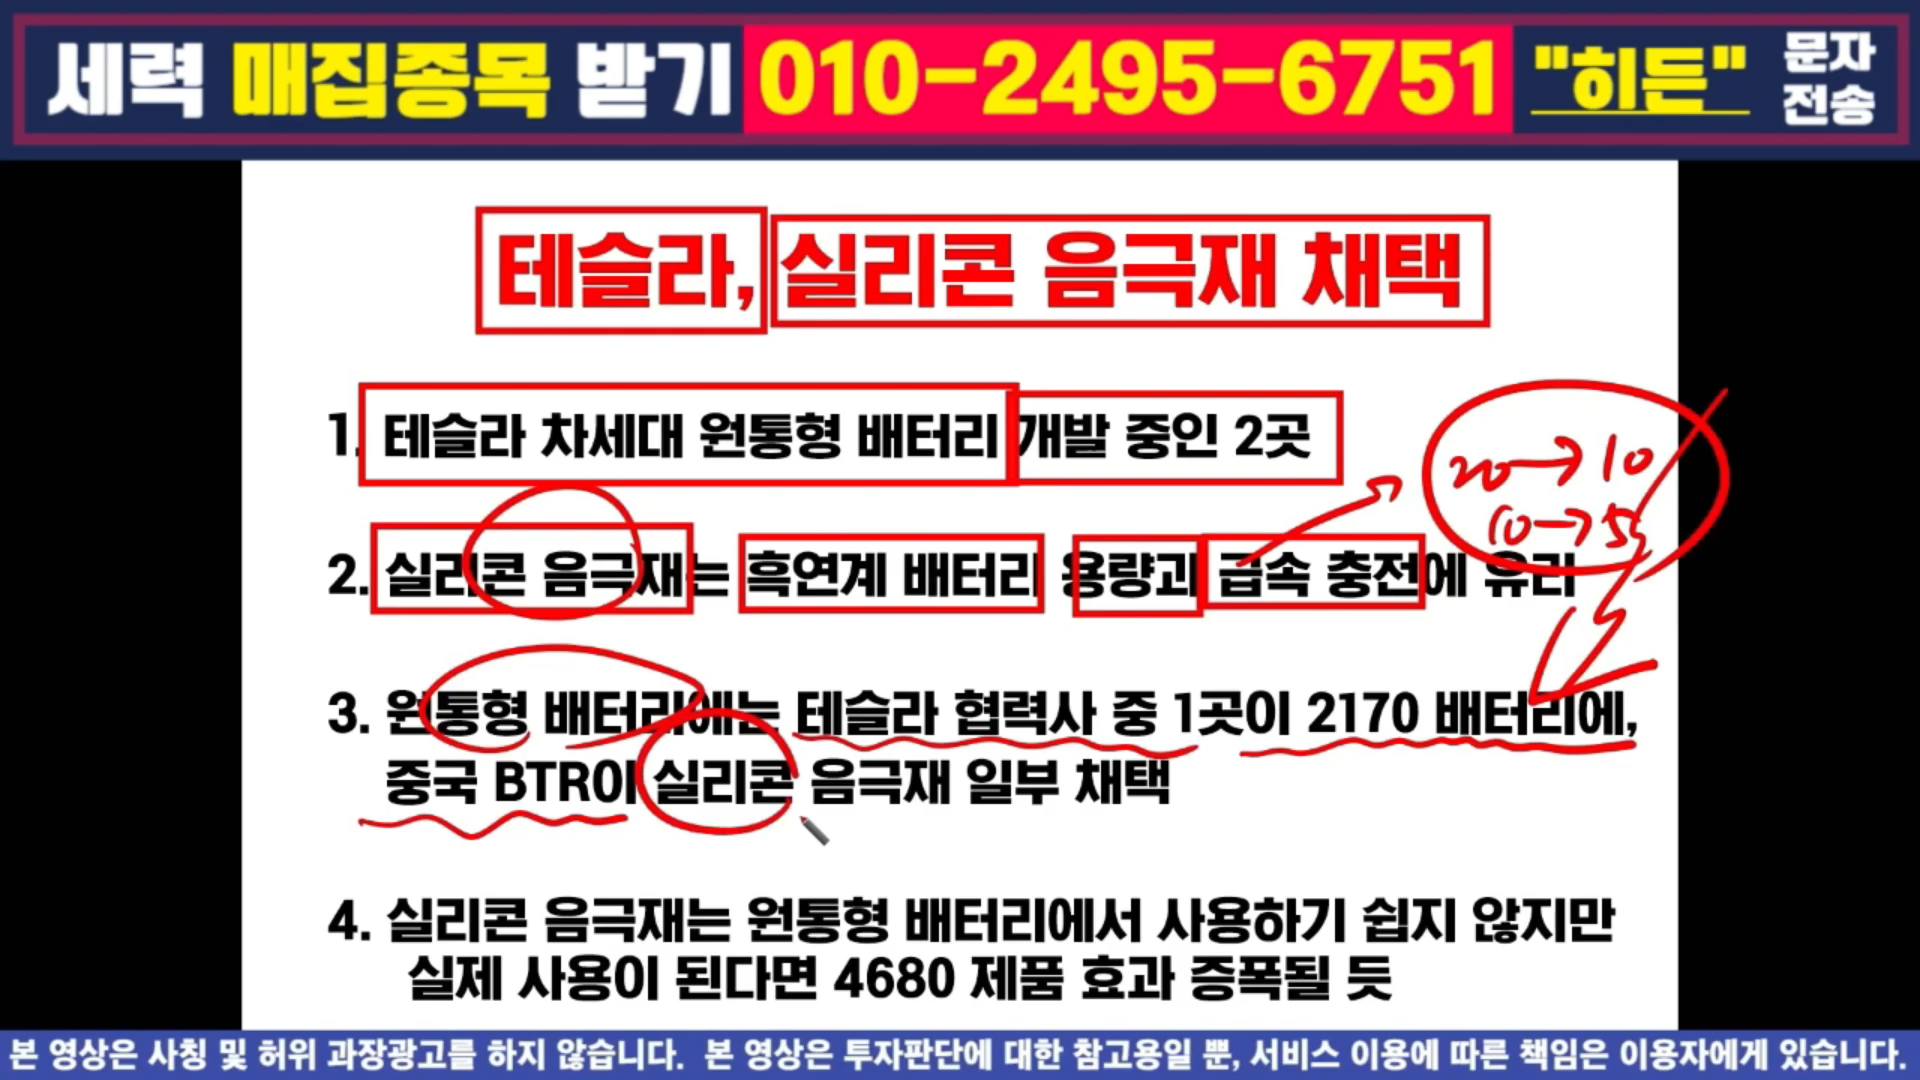 세력 매집종목 받기 010-2495-6751 "히든" 문자 전송
테슬라, 실리콘 음극재 채택
1. 테슬라 차세대 원통형 배터리 개발 중인 2곳
20→10
10→5
2. 실리콘 음극재는 흑연계 배터리 용량과 급속 충전에 유리
3. 원통형 배터리에는 테슬라 협력사 중 1곳이 2170 배터리에,
중국 BTR이 실리콘 음극재 일부 채택
4. 실리콘 음극재는 원통형 배터리에서 사용하기 쉽지 않지만
실제 사용이 된다면 4680 제품 효과 증폭될 듯
본 영상은 사칭 및 허위 과장광고를 하지 않습니다. 본 영상은 투자판단에 대한 참고용일 뿐, 서비스 이용에 따른 책임은 이용자에게 있습니다.